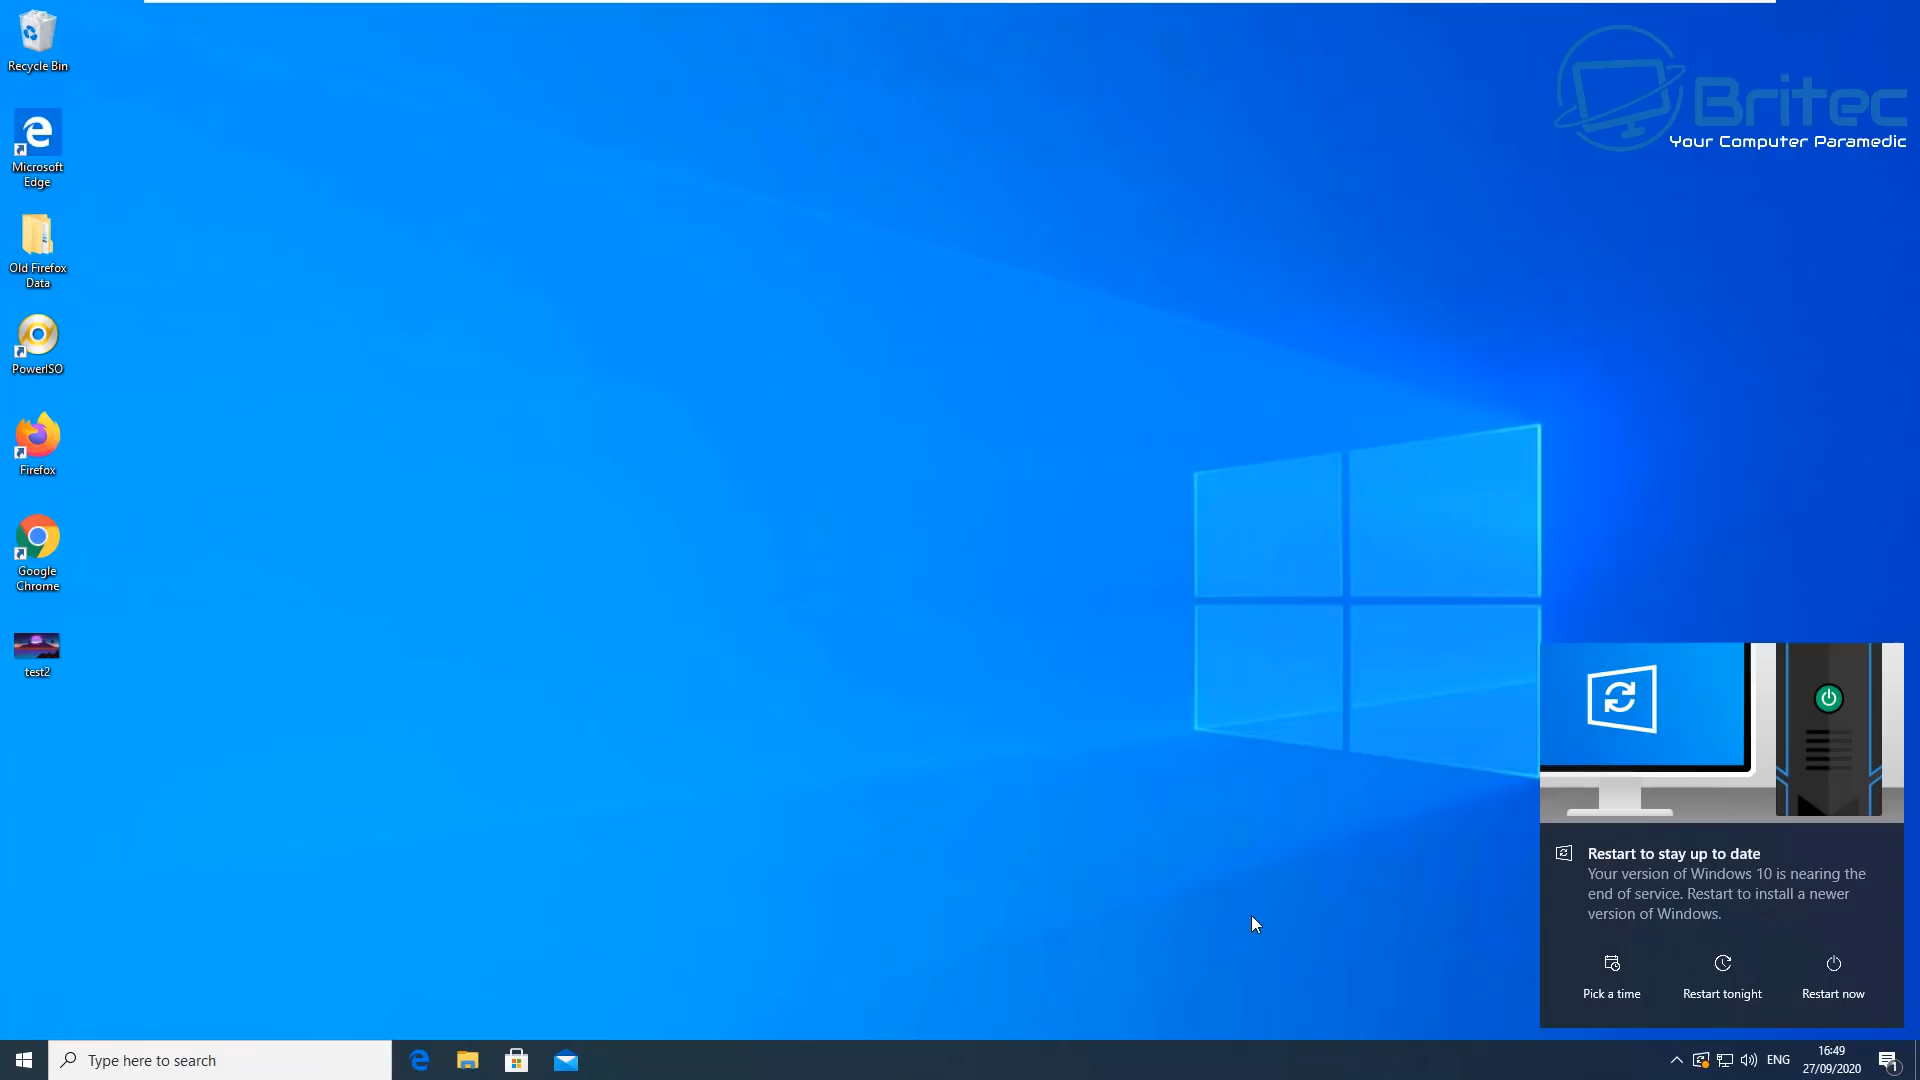 Recycle Bin
Microsoft
Edge
Old Firefox
Data
PowerISO
Firefox
Google
Chrome
test2
Britec
Your Computer Paramedic
Restart to stay up to date
Your version of Windows 10 is nearing the
end of service. Restart to install a newer
version of Windows.
Pick a time
Restart tonight
Restart now
Type here to search
ENG
16:49
27/09/2020
1